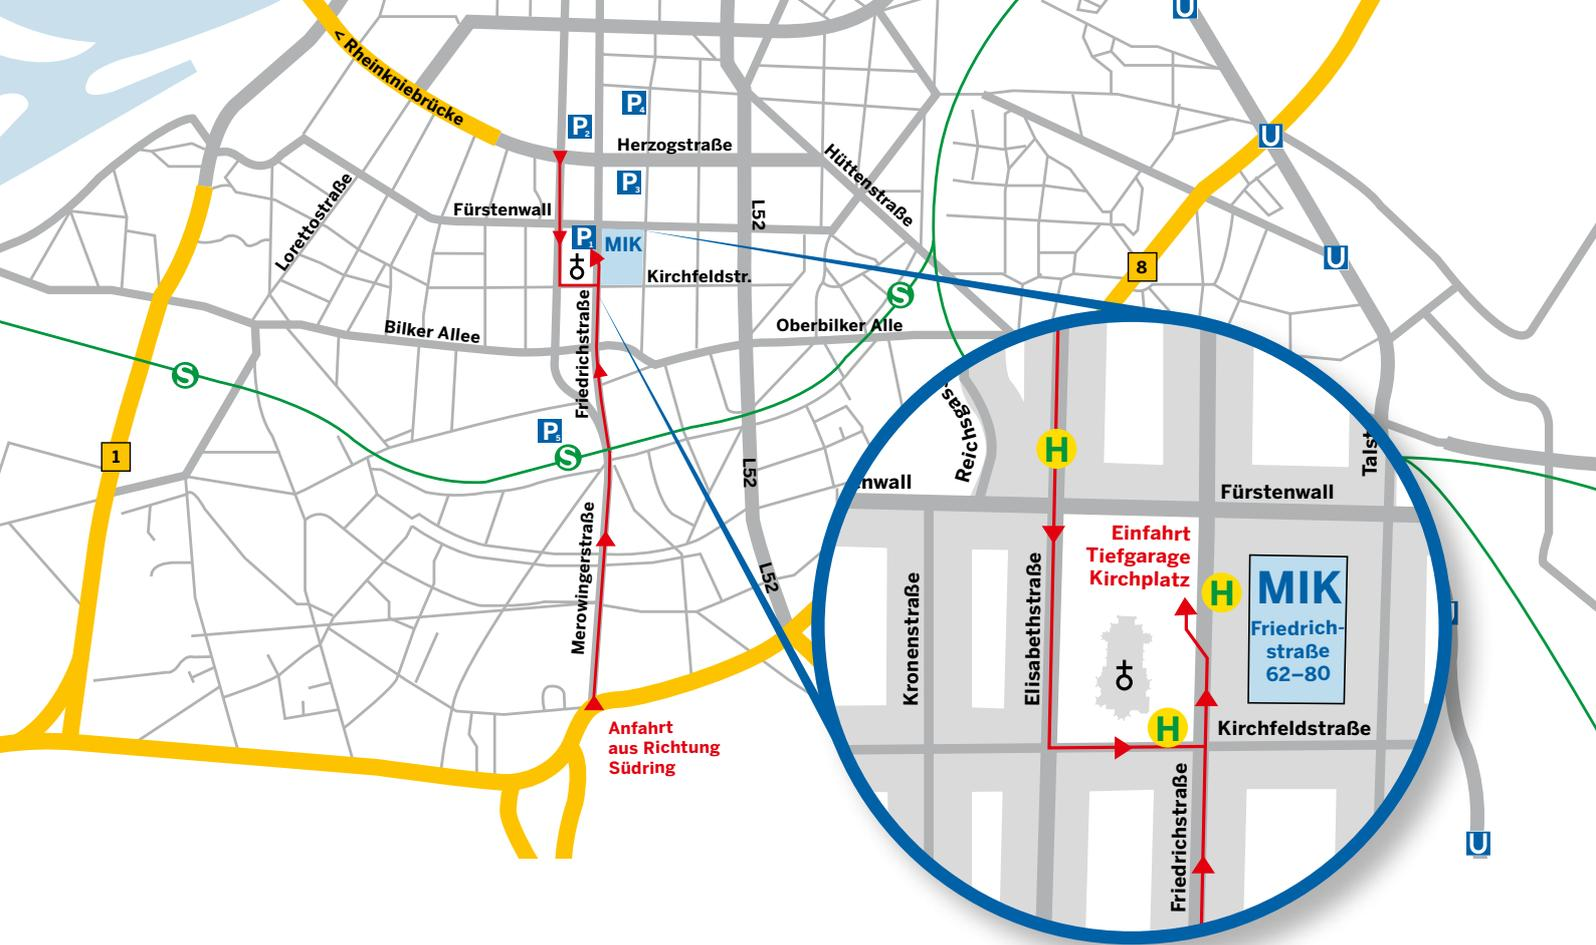 U
< Rheinkniebrücke
P4
P2
U
Herzogstraße
Hüttenstraße
P3
Lorettostraße
Fürstenwall
L52
P1
MIK
U
8
Kirchfeldstr.
S
Friedrichstraße
Bilker Allee
Oberbilker Alle
S
P5
S
1
L52
Merowingerstraße
L52
Anfahrt
aus Richtung
Südring
Reichsgas
Talst
H
nwall
Fürstenwall
Einfahrt
Tiefgarage
Kirchplatz
H
MIK
Friedrich-
straße
62–80
Kronenstraße
Elisabethstraße
H
Kirchfeldstraße
Friedrichstraße
U